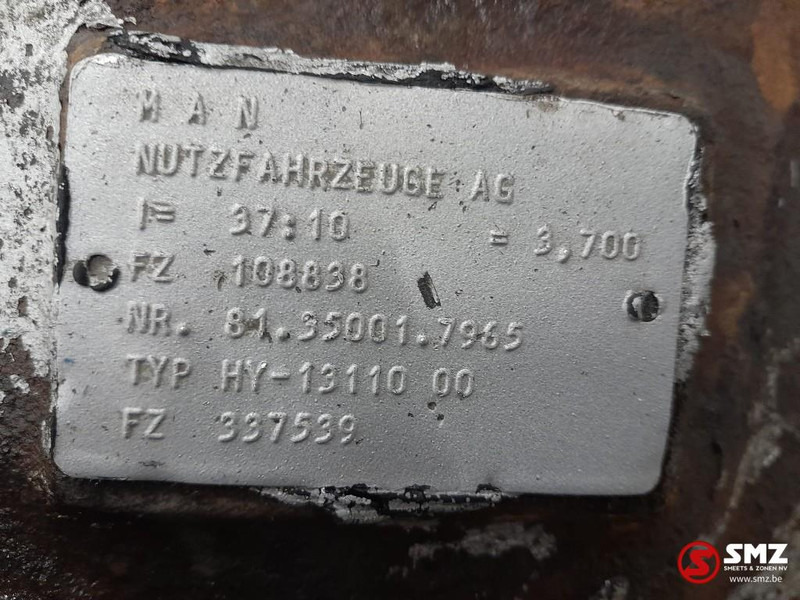 M A N
NUTZFAHRZEUGE AG
I= 37:10 = 3,700
FZ 108838
NR. 81.35001.7965
TYP HY-13110 00
FZ 337539
SMZ
SMEETS & ZONEN NV
www.smz.be